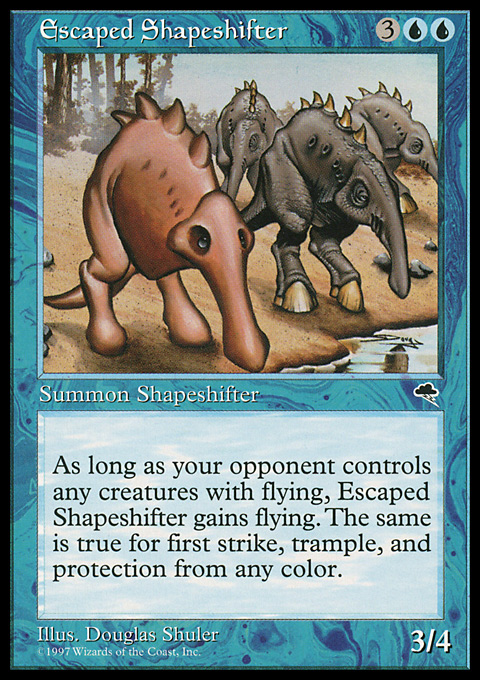 Escaped Shapeshifter 3
Summon Shapeshifter
As long as your opponent controls
any creatures with flying, Escaped
Shapeshifter gains flying. The same
is true for first strike, trample, and
protection from any color.
Illus. Douglas Shuler
©1997 Wizards of the Coast, Inc.
3/4